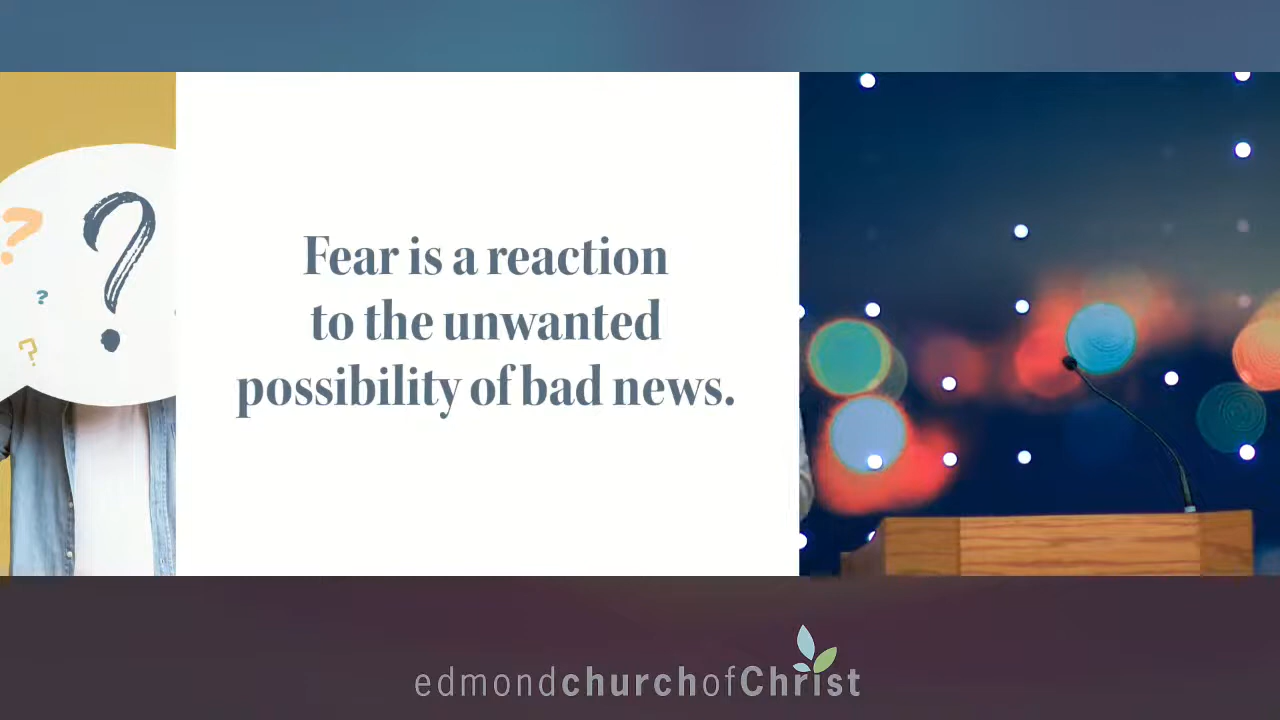 ?
?
?
?
Fear is a reaction
to the unwanted
possibility of bad news.
edmondchurchofChrist